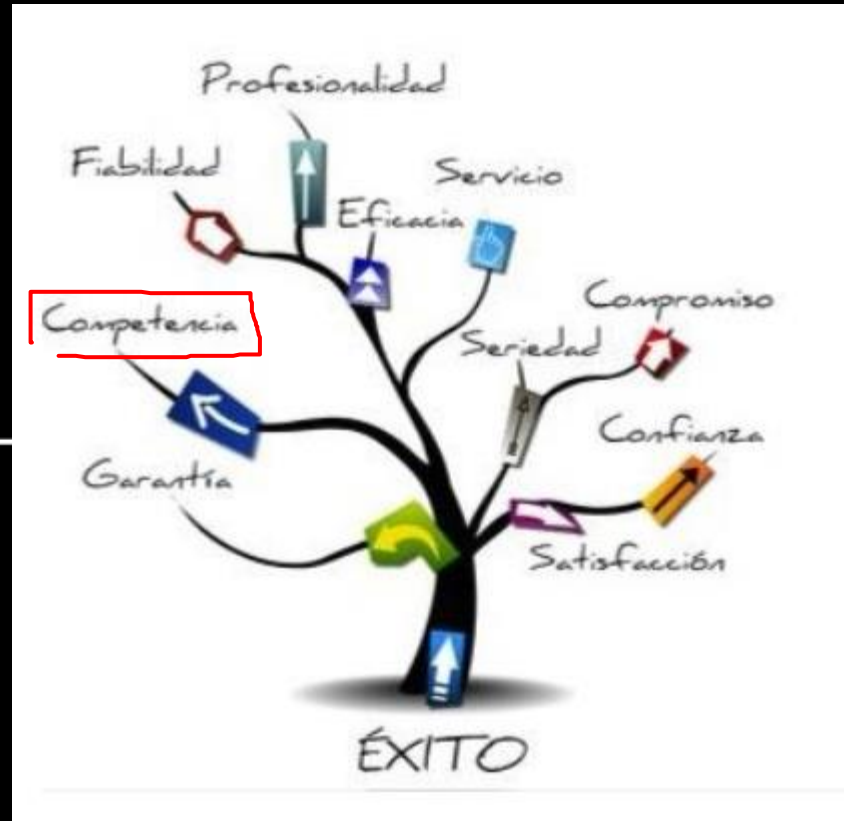 Profesionalidad
Fiabilidad
Servicio
Eficacia
Competencia
Compromiso
Seriedad
Confianza
Garantía
Satisfacción
ÉXITO